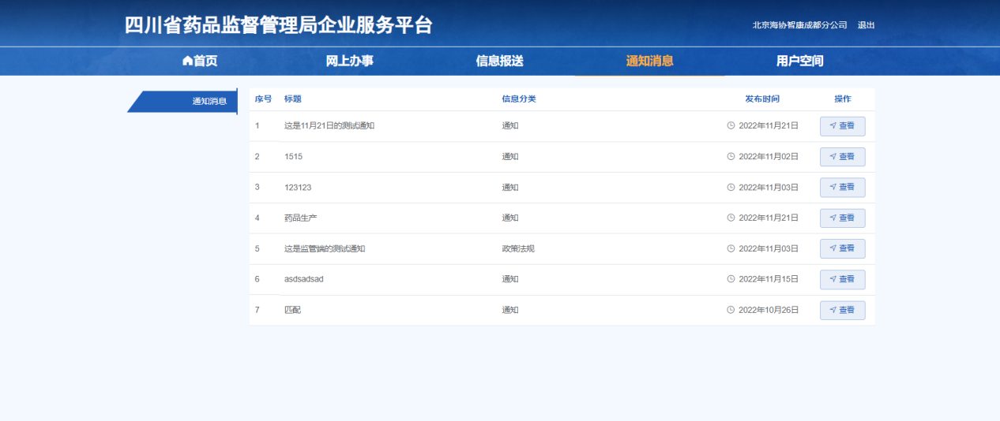 四川省药品监督管理局企业服务平台
北京海协智康成都分公司 退出
首页 网上办事 信息报送 通知消息 用户空间
通知消息
序号 标题 信息分类 发布时间 操作
1 这是11月21日的测试通知 通知 2022年11月21日 查看
2 1515 通知 2022年11月02日 查看
3 123123 通知 2022年11月03日 查看
4 药品生产 通知 2022年11月21日 查看
5 这是监管端的测试通知 政策法规 2022年11月03日 查看
6 asdsadsad 通知 2022年11月15日 查看
7 匹配 通知 2022年10月26日 查看